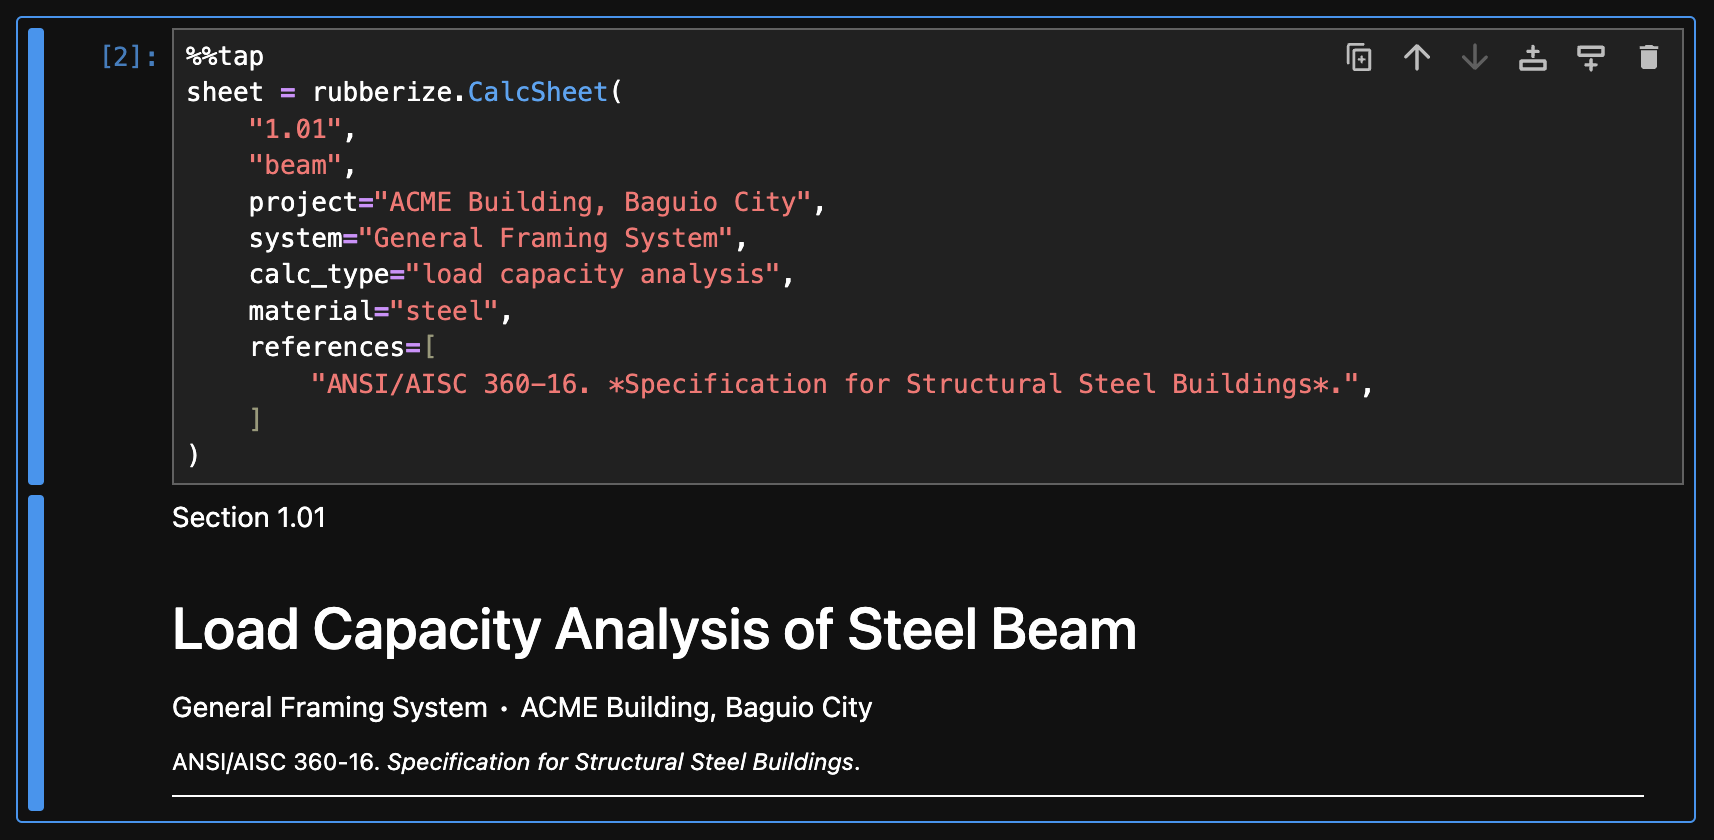 [2]:
%%tap
sheet = rubberize.CalcSheet(
    "1.01",
    "beam",
    project="ACME Building, Baguio City",
    system="General Framing System",
    calc_type="load capacity analysis",
    material="steel",
    references=[
        "ANSI/AISC 360-16. *Specification for Structural Steel Buildings*.",
    ]
)
Section 1.01
Load Capacity Analysis of Steel Beam
General Framing System • ACME Building, Baguio City
ANSI/AISC 360-16. Specification for Structural Steel Buildings.